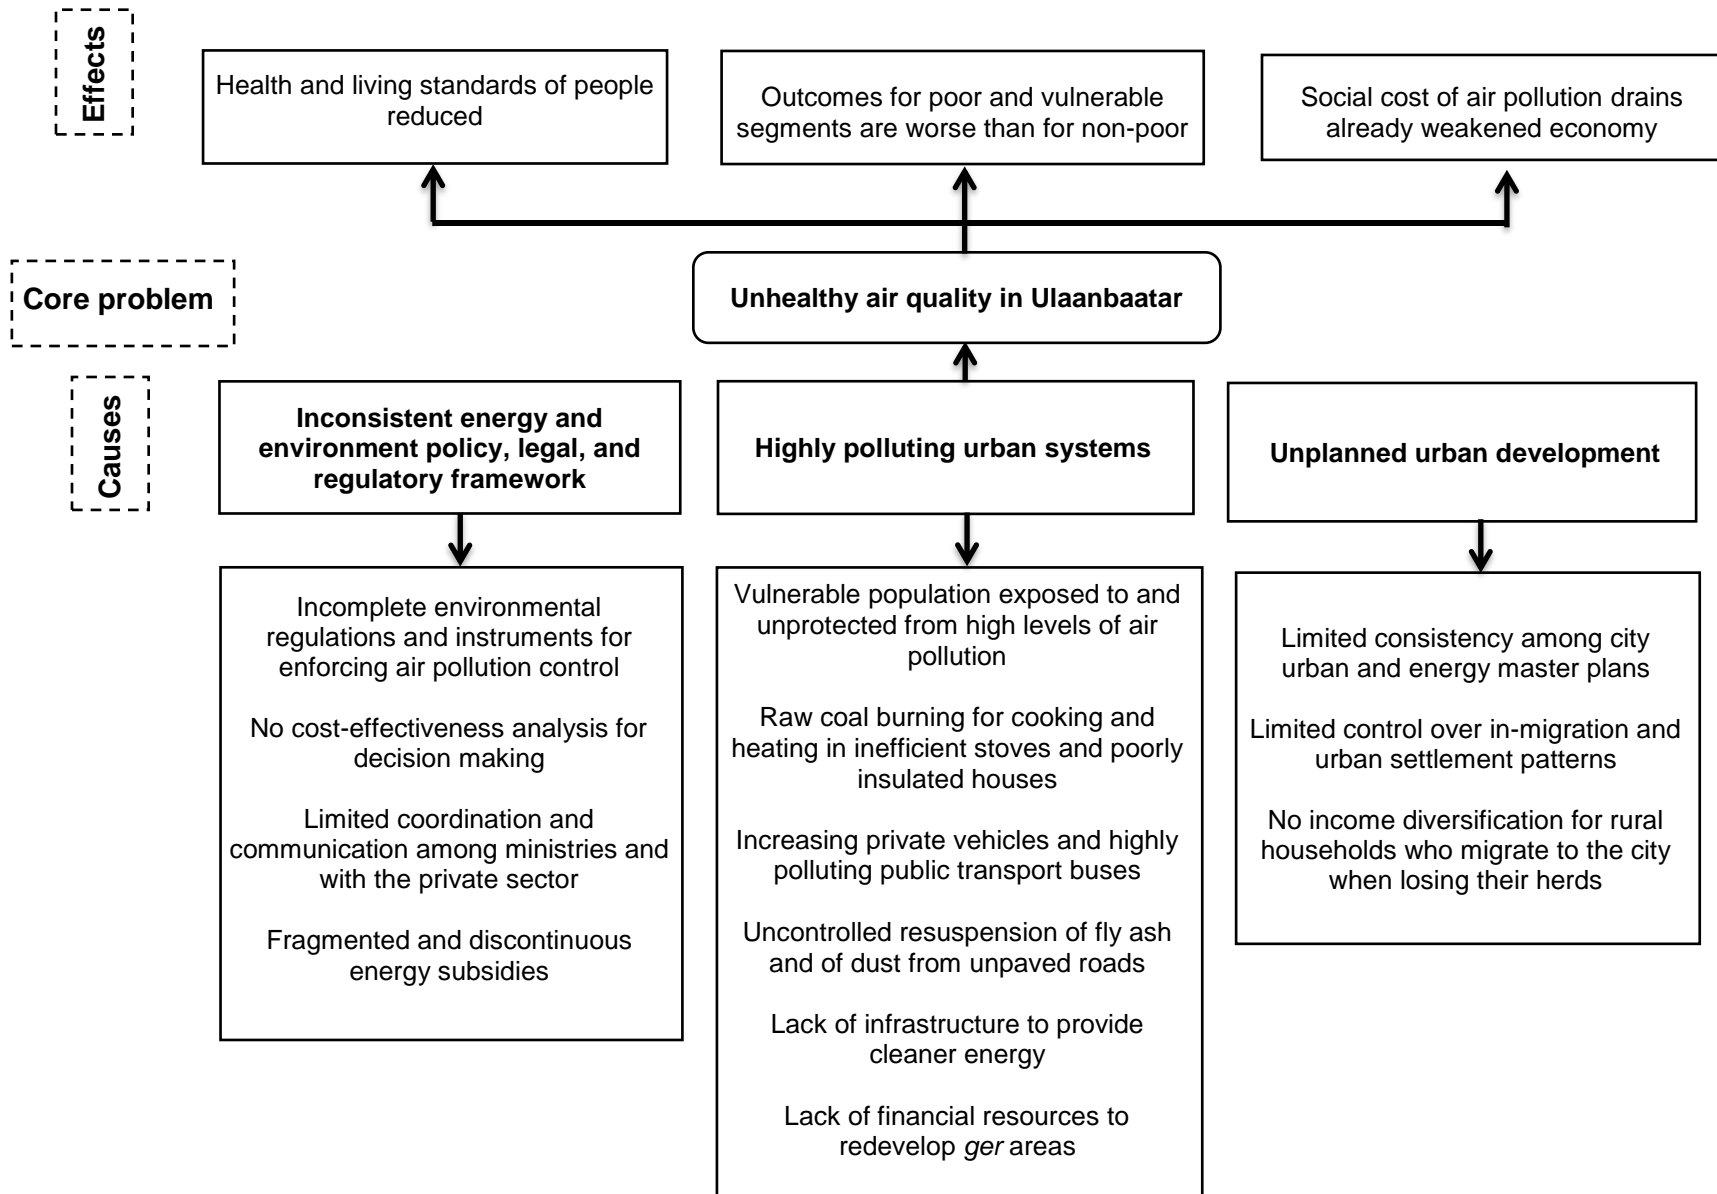 Effects
Health and living standards of people
reduced
Outcomes for poor and vulnerable
segments are worse than for non-poor
Social cost of air pollution drains
already weakened economy
Core problem
Unhealthy air quality in Ulaanbaatar
Causes
Inconsistent energy and
environment policy, legal, and
regulatory framework
Highly polluting urban systems
Unplanned urban development
Incomplete environmental
regulations and instruments for
enforcing air pollution control
No cost-effectiveness analysis for
decision making
Limited coordination and
communication among ministries and
with the private sector
Fragmented and discontinuous
energy subsidies
Vulnerable population exposed to and
unprotected from high levels of air
pollution
Raw coal burning for cooking and
heating in inefficient stoves and poorly
insulated houses
Increasing private vehicles and highly
polluting public transport buses
Uncontrolled resuspension of fly ash
and of dust from unpaved roads
Lack of infrastructure to provide
cleaner energy
Lack of financial resources to
redevelop ger areas
Limited consistency among city
urban and energy master plans
Limited control over in-migration and
urban settlement patterns
No income diversification for rural
households who migrate to the city
when losing their herds